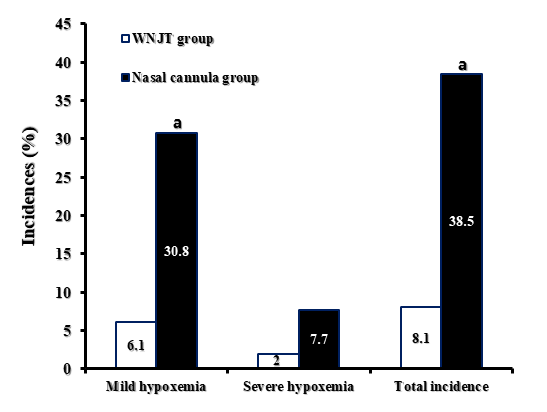 45
WNJT group
40
a
Nasal cannula group
35
a
30
25
Incidences (%)
20
30.8
38.5
15
10
7.7
8.1
6.1
5
2
0
Mild hypoxemia Severe hypoxemia Total incidence